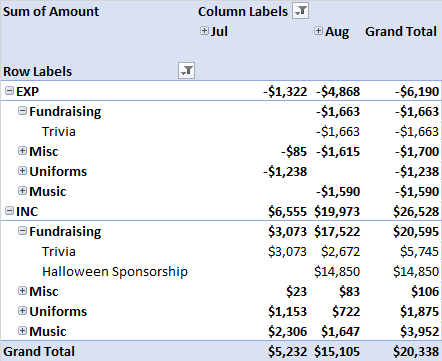 Sum of Amount Column Labels
Jul Aug Grand Total
Row Labels
EXP -$1,322 -$4,868 -$6,190
Fundraising -$1,663 -$1,663
Trivia -$1,663 -$1,663
Misc -$85 -$1,615 -$1,700
Uniforms -$1,238 -$1,238
Music -$1,590 -$1,590
INC $6,555 $19,973 $26,528
Fundraising $3,073 $17,522 $20,595
Trivia $3,073 $2,672 $5,745
Halloween Sponsorship $14,850 $14,850
Misc $23 $83 $106
Uniforms $1,153 $722 $1,875
Music $2,306 $1,647 $3,952
Grand Total $5,232 $15,105 $20,338